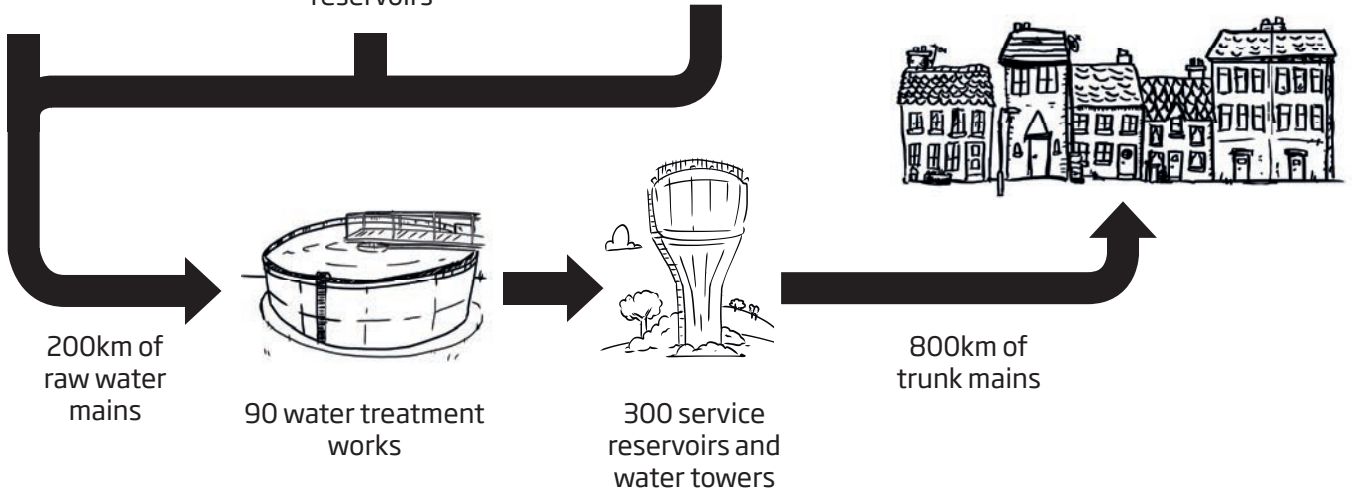 reservoirs
200km of
raw water
mains
90 water treatment
works
300 service
reservoirs and
water towers
800km of
trunk mains